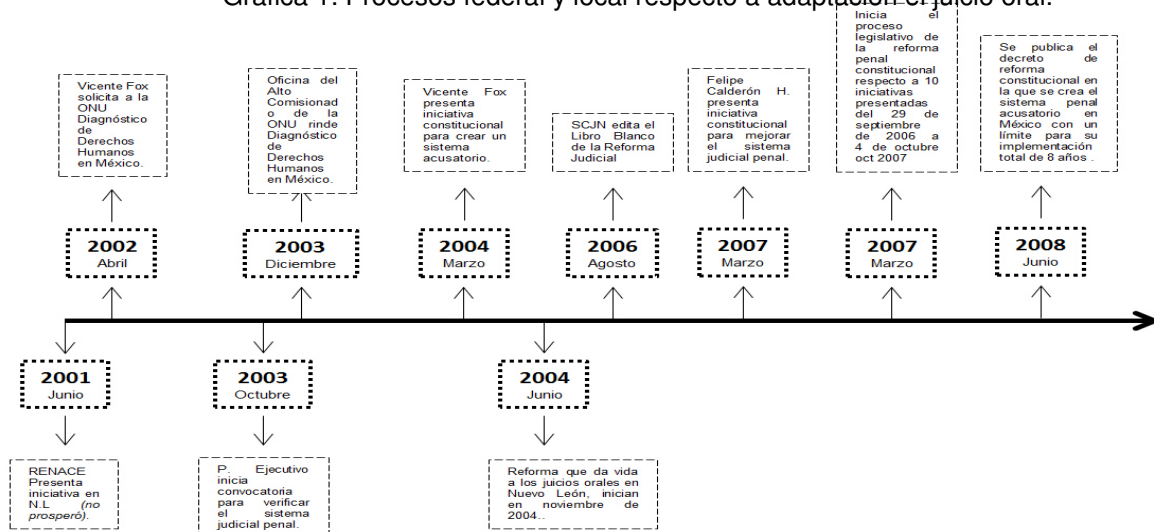 Gráfica 1. Procesos federal y local respecto a adaptación el juicio oral.
Vicente Fox
solicita a la
ONU
Diagnóstico
de
Derechos
Humanos
en México.
Oficina del
Alto
Comisionad
o de la
ONU rinde
Diagnóstico
de
Derechos
Humanos
en México.
Vicente Fox
presenta
iniciativa
constitucional
para crear un
sistema
acusatorio.
SCJN edita el
Libro Blanco
de la Reforma
Judicial
Felipe
Calderón H.
presenta
iniciativa
constitucional
para mejorar
el sistema
judicial penal.
Inicia el
proceso
legislativo de
la reforma
penal
constitucional
respecto a 10
iniciativas
presentadas
del 29 de
septiembre
de 2006 a
4 de octubre
oct 2007
Se publica el
decreto de
reforma
constitucional en
la que se crea el
sistema penal
acusatorio en
México con un
límite para su
implementación
total de 8 años .
2002
Abril
2003
Diciembre
2004
Marzo
2006
Agosto
2007
Marzo
2007
Marzo
2008
Junio
2001
Junio
2003
Octubre
2004
Junio
RENACE
Presenta
iniciativa en
N.L (no
prosperó).
P. Ejecutivo
inicia
convocatoria
para verificar
el sistema
judicial penal.
Reforma que da vida
a los juicios orales en
Nuevo León, inician
en noviembre de
2004..